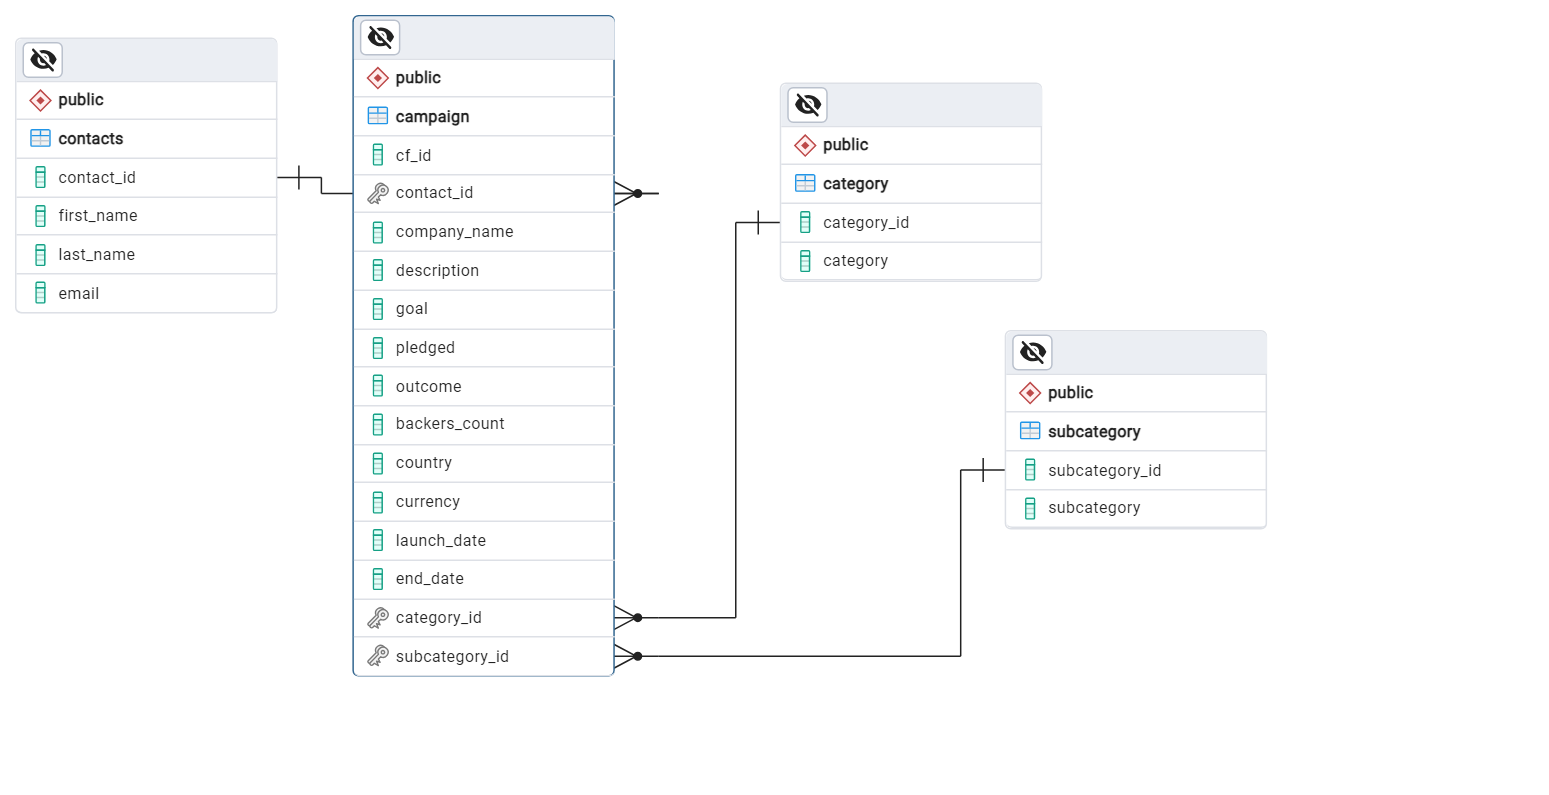 public
contacts
contact_id
first_name
last_name
email
public
campaign
cf_id
contact_id
company_name
description
goal
pledged
outcome
backers_count
country
currency
launch_date
end_date
category_id
subcategory_id
public
category
category_id
category
public
subcategory
subcategory_id
subcategory